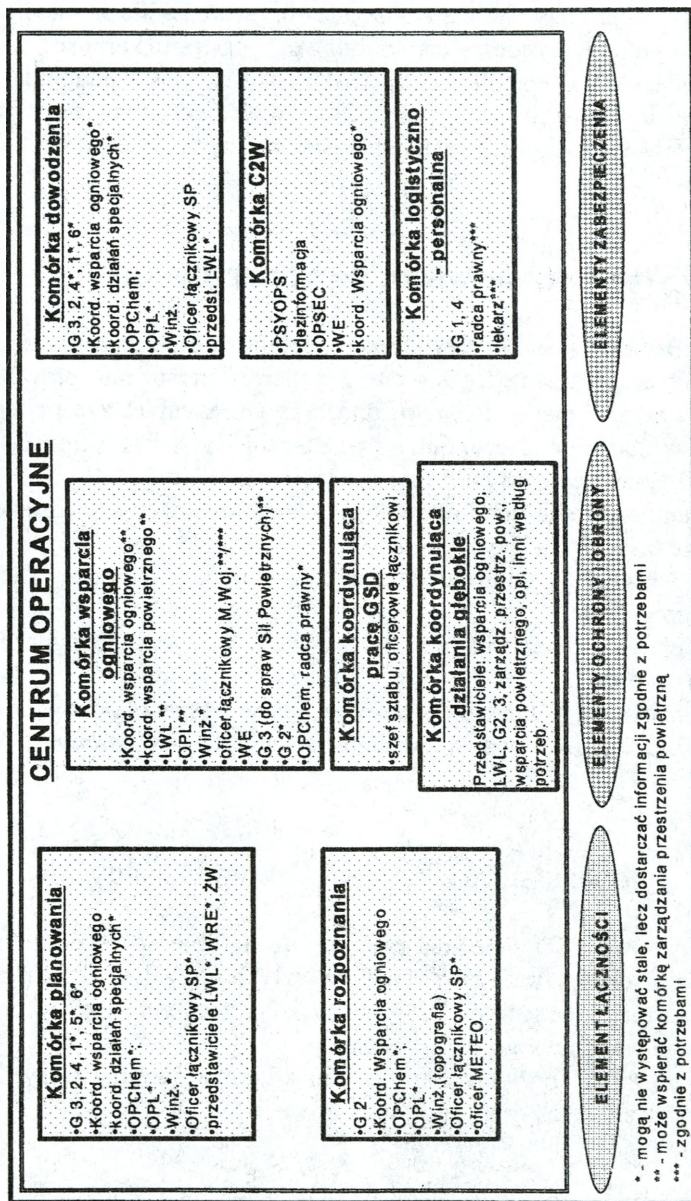 CENTRUM OPERACYJNE
Komórka planowania
•G 3, 2, 4, 1*, 5*, 6*
•Koord. wsparcia ogniowego
•koord. działań specjalnych*
•OPChem*;
•OPL*
•Winż.*
•Oficer łącznikowy SP*
•przedstawiciele LWL*, WRE*, ŻW
Komórka rozpoznania
•G 2
•Koord. Wsparcia ogniowego
•OPChem*;
•OPL*
•Winż.(topografia)
•Oficer łącznikowy SP*
•oficer METEO
Komórka wsparcia
ogniowego
•Koord. wsparcia ogniowego**
•koord. wsparcia powietrznego**
•LWL**
•OPL**
•Winż.*
•oficer łącznikowy M.Woj.**/***
•WE
•G 3 (do spraw Sił Powietrznych)**
•G 2*
•OPChem, radca prawny*
Komórka koordynująca
pracę GSD
•szef sztabu, oficerowie łącznikowi
Komórka koordynująca
działania głębokie
Przedstawiciele: wsparcia ogniowego,
LWL, G2, 3, zarządz. przestrz. pow.,
wsparcia powietrznego, opl, inni według
potrzeb.
Komórka dowodzenia
•G 3, 2, 4*, 1*, 6*
•Koord. wsparcia ogniowego*
•koord. działań specjalnych*
•OPChem;
•OPL*
•Winż.
•Oficer łącznikowy SP
•przedst. LWL*
Komórka C2W
•PSYOPS
•dezinformacja
•OPSEC
•WE
•koord. Wsparcia ogniowego*
Komórka logistyczno
- personalna
•G 1, 4
•radca prawny***
•lekarz***
ELEMENT ŁĄCZNOŚCI
ELEMENTY OCHRONY I OBRONY
ELEMENTY ZABEZPIECZENIA
* - mogą nie występować stale, lecz dostarczać informacji zgodnie z potrzebami
** - może wspierać komórkę zarządzania przestrzenią powietrzną
*** - zgodnie z potrzebami